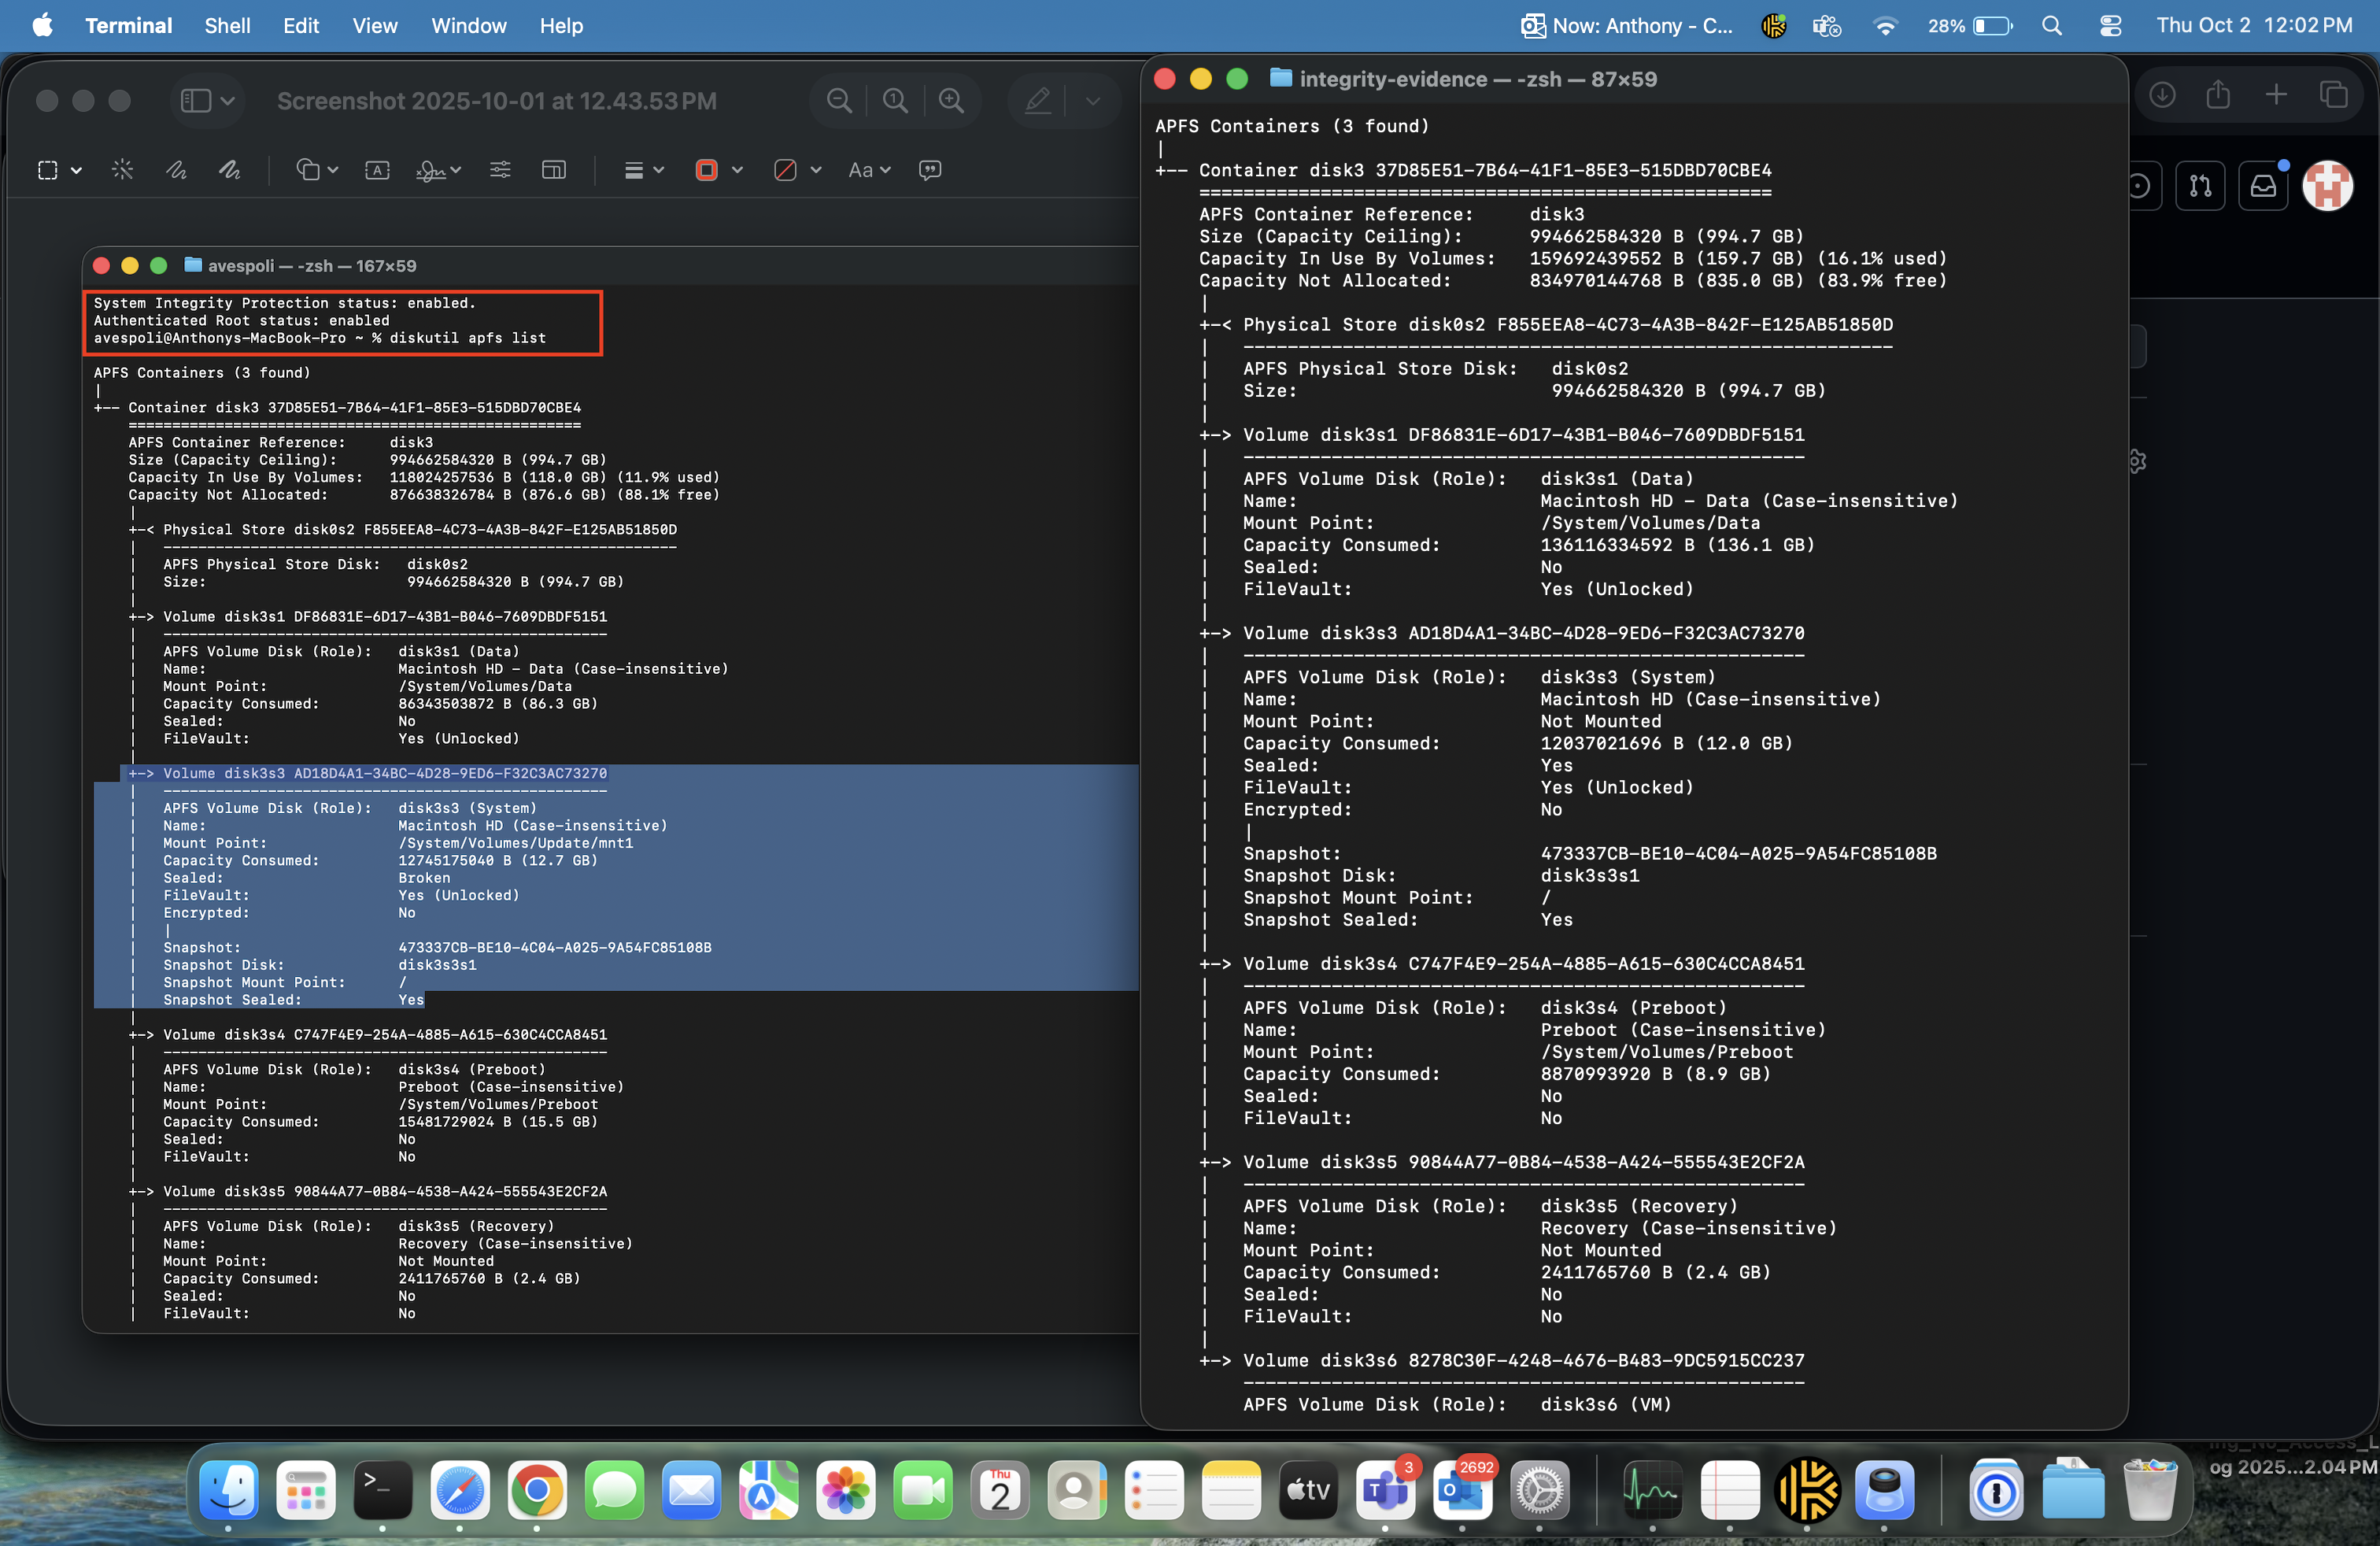 Terminal Shell Edit View Window Help
Now: Anthony - C... 28% Thu Oct 2 12:02 PM
Screenshot 2025-10-01 at 12.43.53 PM
Aa
avespoli — -zsh — 167×59
System Integrity Protection status: enabled.
Authenticated Root status: enabled
avespoli@Anthonys-MacBook-Pro ~ % diskutil apfs list
APFS Containers (3 found)
|
+-- Container disk3 37D85E51-7B64-41F1-85E3-515DBD70CBE4
====================================================
APFS Container Reference: disk3
Size (Capacity Ceiling): 994662584320 B (994.7 GB)
Capacity In Use By Volumes: 118024257536 B (118.0 GB) (11.9% used)
Capacity Not Allocated: 876638326784 B (876.6 GB) (88.1% free)
|
+-< Physical Store disk0s2 F855EEA8-4C73-4A3B-842F-E125AB51850D
| -----------------------------------------------------------
| APFS Physical Store Disk: disk0s2
| Size: 994662584320 B (994.7 GB)
|
+-> Volume disk3s1 DF86831E-6D17-43B1-B046-7609DBDF5151
| ---------------------------------------------------
| APFS Volume Disk (Role): disk3s1 (Data)
| Name: Macintosh HD - Data (Case-insensitive)
| Mount Point: /System/Volumes/Data
| Capacity Consumed: 86343503872 B (86.3 GB)
| Sealed: No
| FileVault: Yes (Unlocked)
|
+-> Volume disk3s3 AD18D4A1-34BC-4D28-9ED6-F32C3AC73270
| ---------------------------------------------------
| APFS Volume Disk (Role): disk3s3 (System)
| Name: Macintosh HD (Case-insensitive)
| Mount Point: /System/Volumes/Update/mnt1
| Capacity Consumed: 12745175040 B (12.7 GB)
| Sealed: Broken
| FileVault: Yes (Unlocked)
| Encrypted: No
| |
| Snapshot: 473337CB-BE10-4C04-A025-9A54FC85108B
| Snapshot Disk: disk3s3s1
| Snapshot Mount Point: /
| Snapshot Sealed: Yes
|
+-> Volume disk3s4 C747F4E9-254A-4885-A615-630C4CCA8451
| ---------------------------------------------------
| APFS Volume Disk (Role): disk3s4 (Preboot)
| Name: Preboot (Case-insensitive)
| Mount Point: /System/Volumes/Preboot
| Capacity Consumed: 15481729024 B (15.5 GB)
| Sealed: No
| FileVault: No
|
+-> Volume disk3s5 90844A77-0B84-4538-A424-555543E2CF2A
| ---------------------------------------------------
| APFS Volume Disk (Role): disk3s5 (Recovery)
| Name: Recovery (Case-insensitive)
| Mount Point: Not Mounted
| Capacity Consumed: 2411765760 B (2.4 GB)
| Sealed: No
| FileVault: No
integrity-evidence — -zsh — 87×59
APFS Containers (3 found)
|
+-- Container disk3 37D85E51-7B64-41F1-85E3-515DBD70CBE4
====================================================
APFS Container Reference: disk3
Size (Capacity Ceiling): 994662584320 B (994.7 GB)
Capacity In Use By Volumes: 159692439552 B (159.7 GB) (16.1% used)
Capacity Not Allocated: 834970144768 B (835.0 GB) (83.9% free)
|
+-< Physical Store disk0s2 F855EEA8-4C73-4A3B-842F-E125AB51850D
| -----------------------------------------------------------
| APFS Physical Store Disk: disk0s2
| Size: 994662584320 B (994.7 GB)
|
+-> Volume disk3s1 DF86831E-6D17-43B1-B046-7609DBDF5151
| ---------------------------------------------------
| APFS Volume Disk (Role): disk3s1 (Data)
| Name: Macintosh HD - Data (Case-insensitive)
| Mount Point: /System/Volumes/Data
| Capacity Consumed: 136116334592 B (136.1 GB)
| Sealed: No
| FileVault: Yes (Unlocked)
|
+-> Volume disk3s3 AD18D4A1-34BC-4D28-9ED6-F32C3AC73270
| ---------------------------------------------------
| APFS Volume Disk (Role): disk3s3 (System)
| Name: Macintosh HD (Case-insensitive)
| Mount Point: Not Mounted
| Capacity Consumed: 12037021696 B (12.0 GB)
| Sealed: Yes
| FileVault: Yes (Unlocked)
| Encrypted: No
| |
| Snapshot: 473337CB-BE10-4C04-A025-9A54FC85108B
| Snapshot Disk: disk3s3s1
| Snapshot Mount Point: /
| Snapshot Sealed: Yes
|
+-> Volume disk3s4 C747F4E9-254A-4885-A615-630C4CCA8451
| ---------------------------------------------------
| APFS Volume Disk (Role): disk3s4 (Preboot)
| Name: Preboot (Case-insensitive)
| Mount Point: /System/Volumes/Preboot
| Capacity Consumed: 8870993920 B (8.9 GB)
| Sealed: No
| FileVault: No
|
+-> Volume disk3s5 90844A77-0B84-4538-A424-555543E2CF2A
| ---------------------------------------------------
| APFS Volume Disk (Role): disk3s5 (Recovery)
| Name: Recovery (Case-insensitive)
| Mount Point: Not Mounted
| Capacity Consumed: 2411765760 B (2.4 GB)
| Sealed: No
| FileVault: No
|
+-> Volume disk3s6 8278C30F-4248-4676-B483-9DC5915CC237
---------------------------------------------------
APFS Volume Disk (Role): disk3s6 (VM)
og 2025...2.04 PM
Thu
2
tv
3
2692